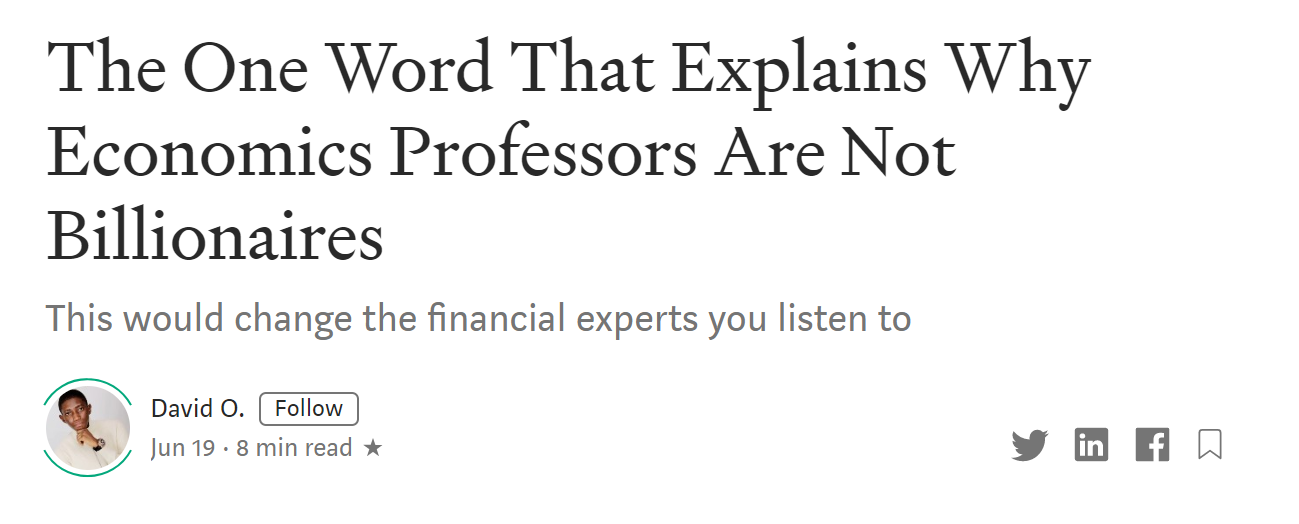 The One Word That Explains Why
Economics Professors Are Not
Billionaires
This would change the financial experts you listen to
David O. Follow
Jun 19 · 8 min read ★